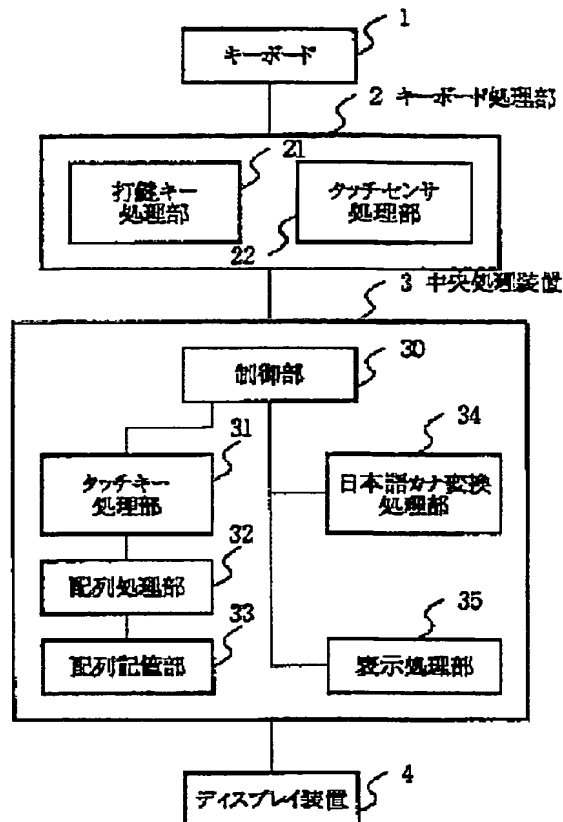 1
キーボード
2 キーボード処理部
21
打鍵キー
処理部
タッチセンサ
処理部
22
3 中央処理装置
30
制御部
31
タッチキー
処理部
34
日本語カナ変換
処理部
32
配列処理部
33
配列記憶部
35
表示処理部
4
ディスプレイ装置